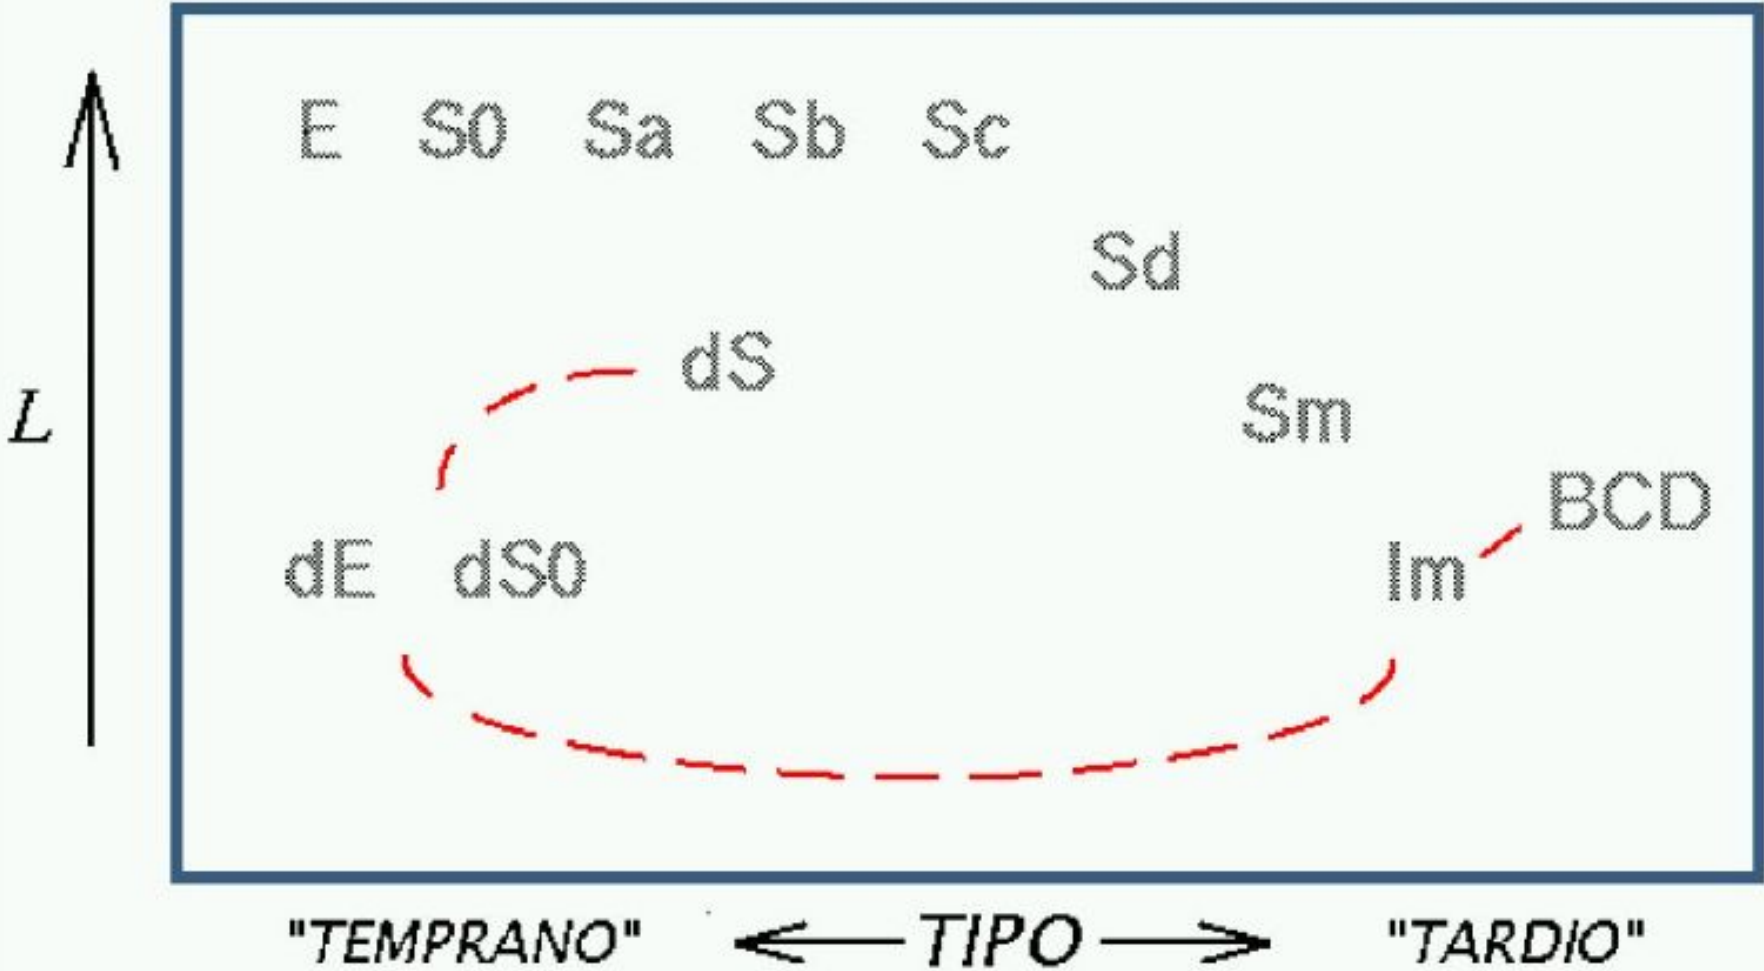 E S0 Sa Sb Sc
Sd
dS
L
Sm
BCD
dE dS0 Im
"TEMPRANO" TIPO "TARDIO"